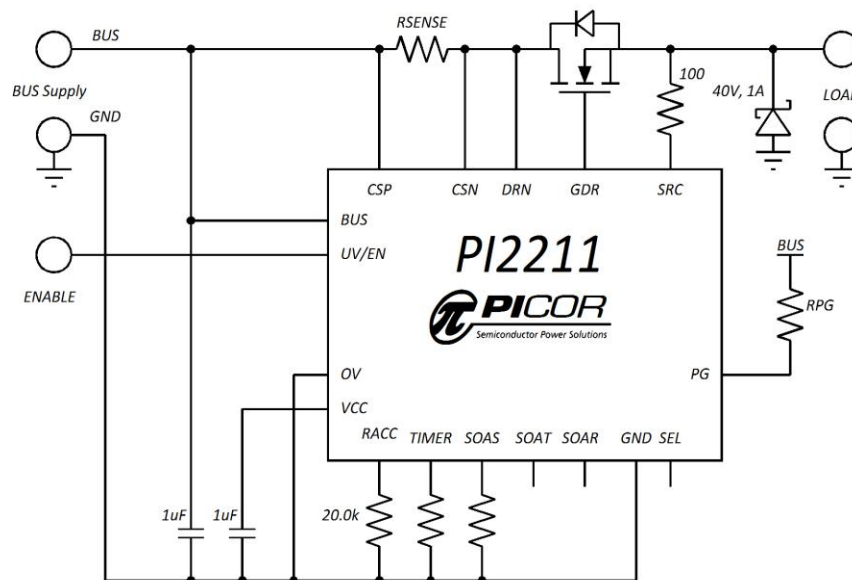 BUS
RSENSE
100
40V, 1A
BUS Supply
LOAD
GND
CSP
CSN
DRN
GDR
SRC
BUS
UV/EN
ENABLE
PI2211
PICOR
Semiconductor Power Solutions
BUS
RPG
OV
PG
VCC
RACC
TIMER
SOAS
SOAT
SOAR
GND
SEL
1uF
1uF
20.0k